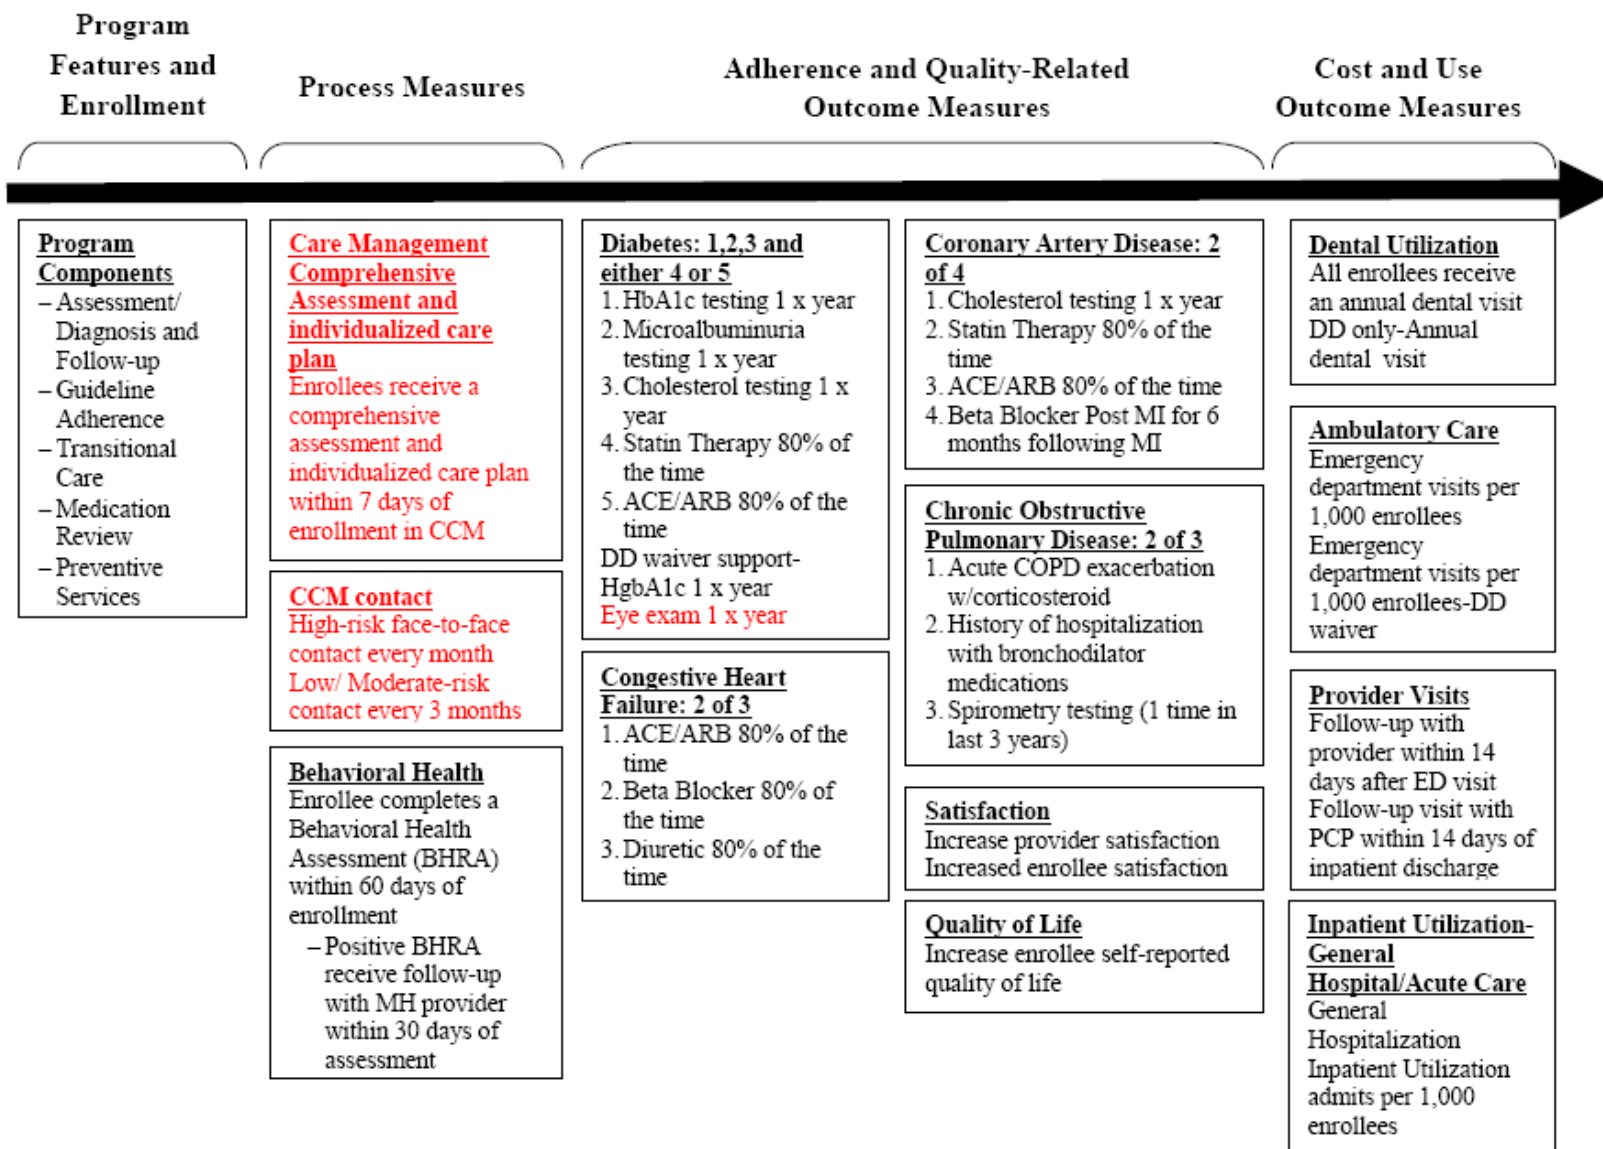 Program
Features and
Enrollment
Process Measures
Adherence and Quality-Related
Outcome Measures
Cost and Use
Outcome Measures
Program
Components
– Assessment/
Diagnosis and
Follow-up
– Guideline
Adherence
– Transitional
Care
– Medication
Review
– Preventive
Services
Care Management
Comprehensive
Assessment and
individualized care
plan
Enrollees receive a
comprehensive
assessment and
individualized care plan
within 7 days of
enrollment in CCM
CCM contact
High-risk face-to-face
contact every month
Low/ Moderate-risk
contact every 3 months
Behavioral Health
Enrollee completes a
Behavioral Health
Assessment (BHRA)
within 60 days of
enrollment
– Positive BHRA
receive follow-up
with MH provider
within 30 days of
assessment
Diabetes: 1,2,3 and
either 4 or 5
1. HbA1c testing 1 x year
2. Microalbuminuria
testing 1 x year
3. Cholesterol testing 1 x
year
4. Statin Therapy 80% of
the time
5. ACE/ARB 80% of the
time
DD waiver support-
HgbA1c 1 x year
Eye exam 1 x year
Congestive Heart
Failure: 2 of 3
1. ACE/ARB 80% of the
time
2. Beta Blocker 80% of
the time
3. Diuretic 80% of the
time
Coronary Artery Disease: 2
of 4
1. Cholesterol testing 1 x year
2. Statin Therapy 80% of the
time
3. ACE/ARB 80% of the time
4. Beta Blocker Post MI for 6
months following MI
Chronic Obstructive
Pulmonary Disease: 2 of 3
1. Acute COPD exacerbation
w/corticosteroid
2. History of hospitalization
with bronchodilator
medications
3. Spirometry testing (1 time in
last 3 years)
Satisfaction
Increase provider satisfaction
Increased enrollee satisfaction
Quality of Life
Increase enrollee self-reported
quality of life
Dental Utilization
All enrollees receive
an annual dental visit
DD only-Annual
dental visit
Ambulatory Care
Emergency
department visits per
1,000 enrollees
Emergency
department visits per
1,000 enrollees-DD
waiver
Provider Visits
Follow-up with
provider within 14
days after ED visit
Follow-up visit with
PCP within 14 days of
inpatient discharge
Inpatient Utilization-
General
Hospital/Acute Care
General
Hospitalization
Inpatient Utilization
admits per 1,000
enrollees